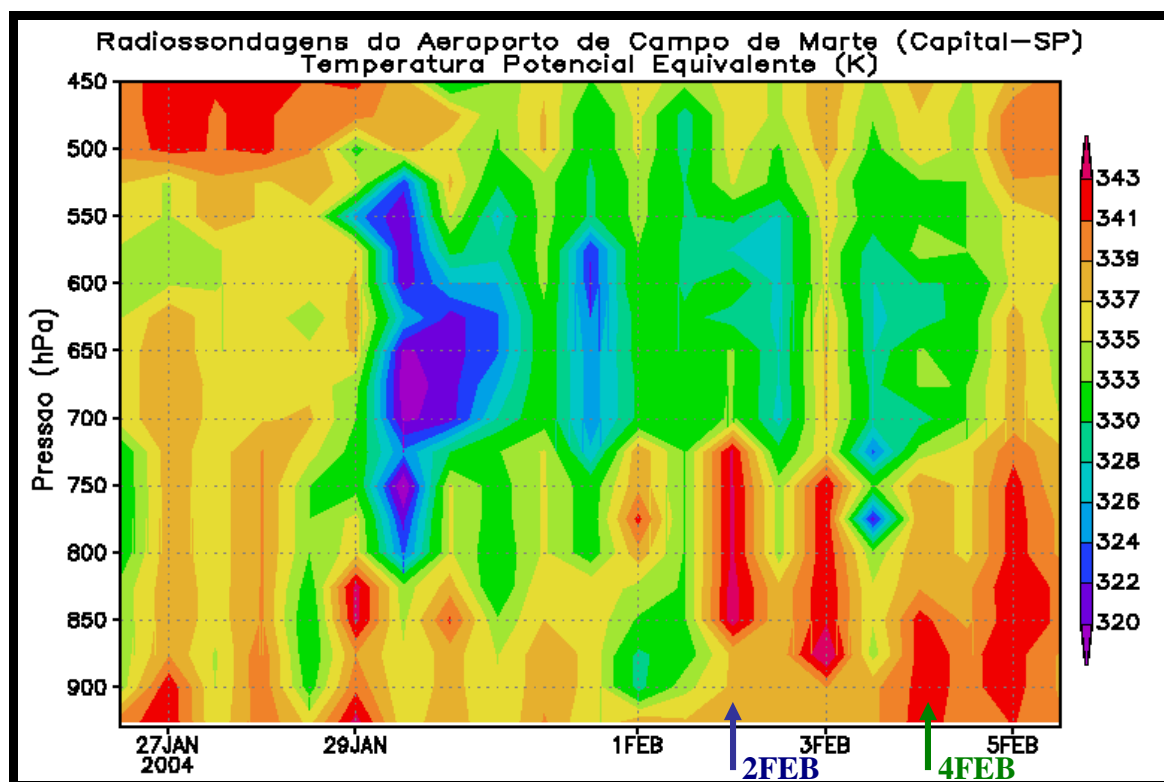 Radiossondagens do Aeroporto de Campo de Marte (Capital-SP)
Temperatura Potencial Equivalente (K)
Pressao (hPa)
450
500
550
600
650
700
750
800
850
900
27JAN
2004
29JAN
1FEB
3FEB
5FEB
2FEB
4FEB
343
341
339
337
335
333
330
328
326
324
322
320